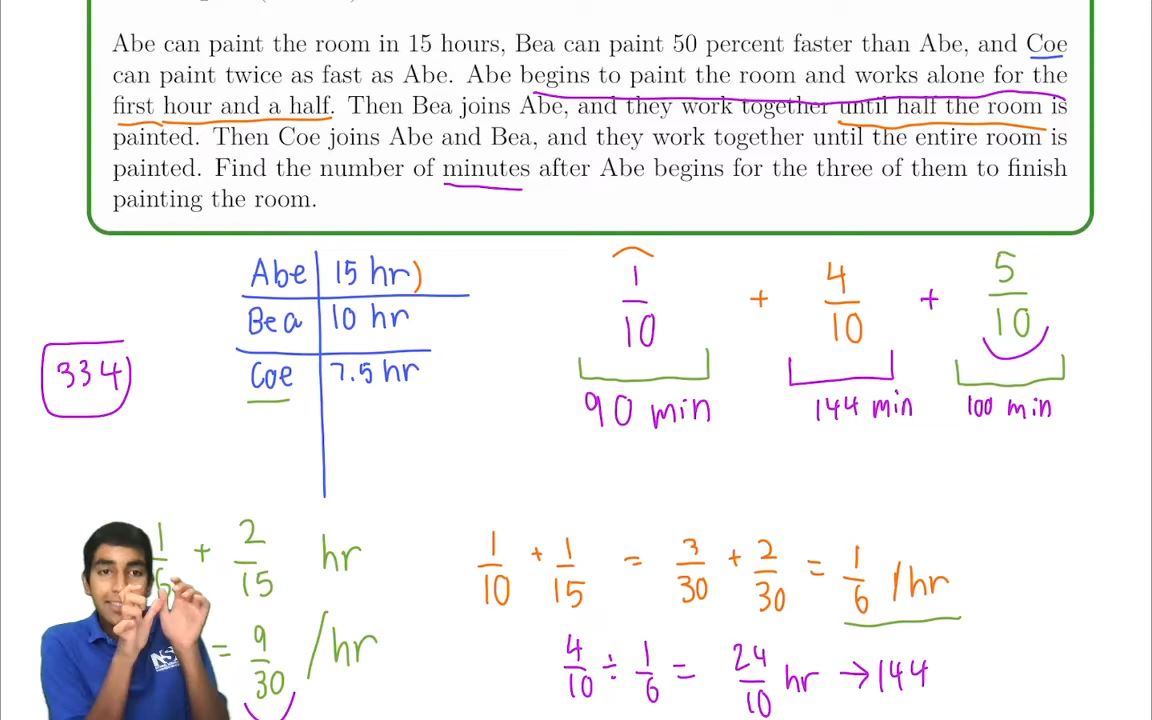 Abe can paint the room in 15 hours, Bea can paint 50 percent faster than Abe, and Coe
can paint twice as fast as Abe. Abe begins to paint the room and works alone for the
first hour and a half. Then Bea joins Abe, and they work together until half the room is
painted. Then Coe joins Abe and Bea, and they work together until the entire room is
painted. Find the number of minutes after Abe begins for the three of them to finish
painting the room.
Abe 15 hr)
Bea 10 hr
Coe 7.5 hr
334
1/10 + 4/10 + 5/10
90 min 144 min 100 min
1/6 + 2/15 hr
= 9/30 /hr
1/10 + 1/15 = 3/30 + 2/30 = 1/6 /hr
4/10 ÷ 1/6 = 24/10 hr → 144